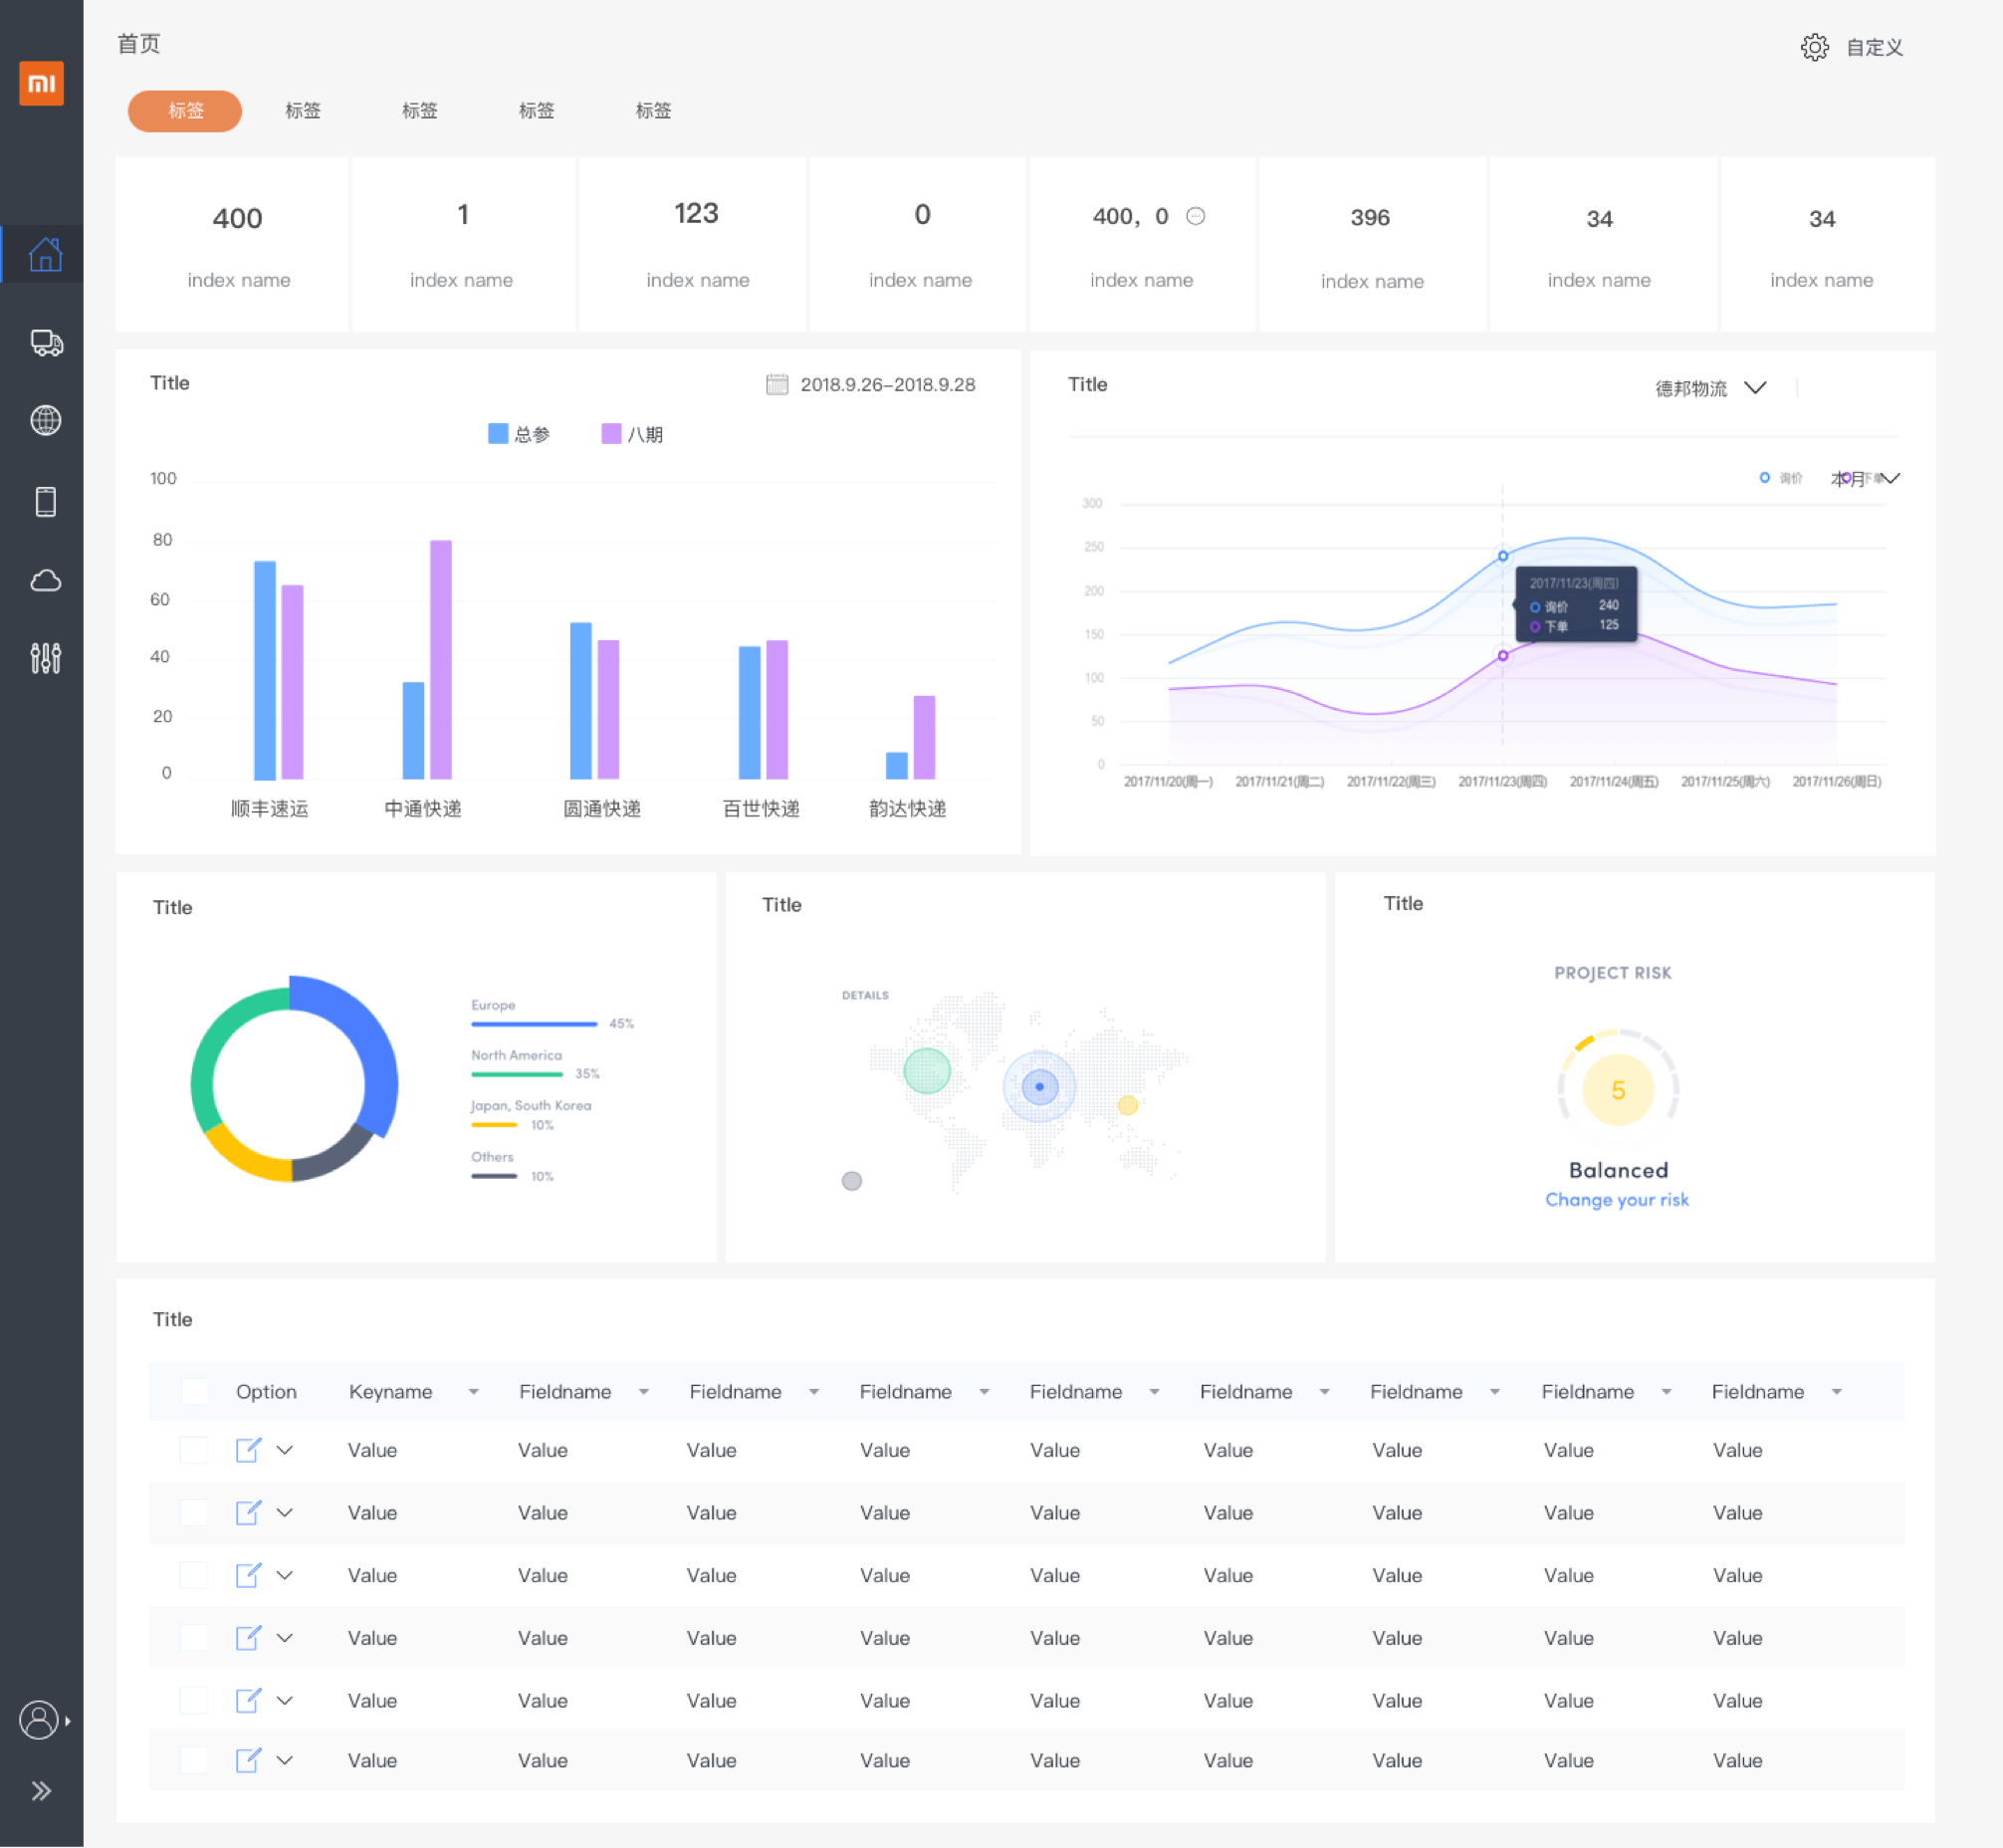 首页
自定义
mi
标签 标签 标签 标签 标签
400 1 123 0 400，0 396 34 34
index name index name index name index name index name index name index name index name
Title
2018.9.26–2018.9.28
总参 八期
100
80
60
40
20
0
顺丰速运 中通快递 圆通快递 百世快递 韵达快递
Title
德邦物流
询价 下单
本月
300
250
200
150
100
50
0
2017/11/23(周四)
询价 240
下单 125
2017/11/20(周一) 2017/11/21(周二) 2017/11/22(周三) 2017/11/23(周四) 2017/11/24(周五) 2017/11/25(周六) 2017/11/26(周日)
Title
Europe
45%
North America
35%
Japan, South Korea
10%
Others
10%
Title
DETAILS
Title
PROJECT RISK
5
Balanced
Change your risk
Title
Option Keyname Fieldname Fieldname Fieldname Fieldname Fieldname Fieldname Fieldname Fieldname
Value Value Value Value Value Value Value Value Value
Value Value Value Value Value Value Value Value Value
Value Value Value Value Value Value Value Value Value
Value Value Value Value Value Value Value Value Value
Value Value Value Value Value Value Value Value Value
Value Value Value Value Value Value Value Value Value